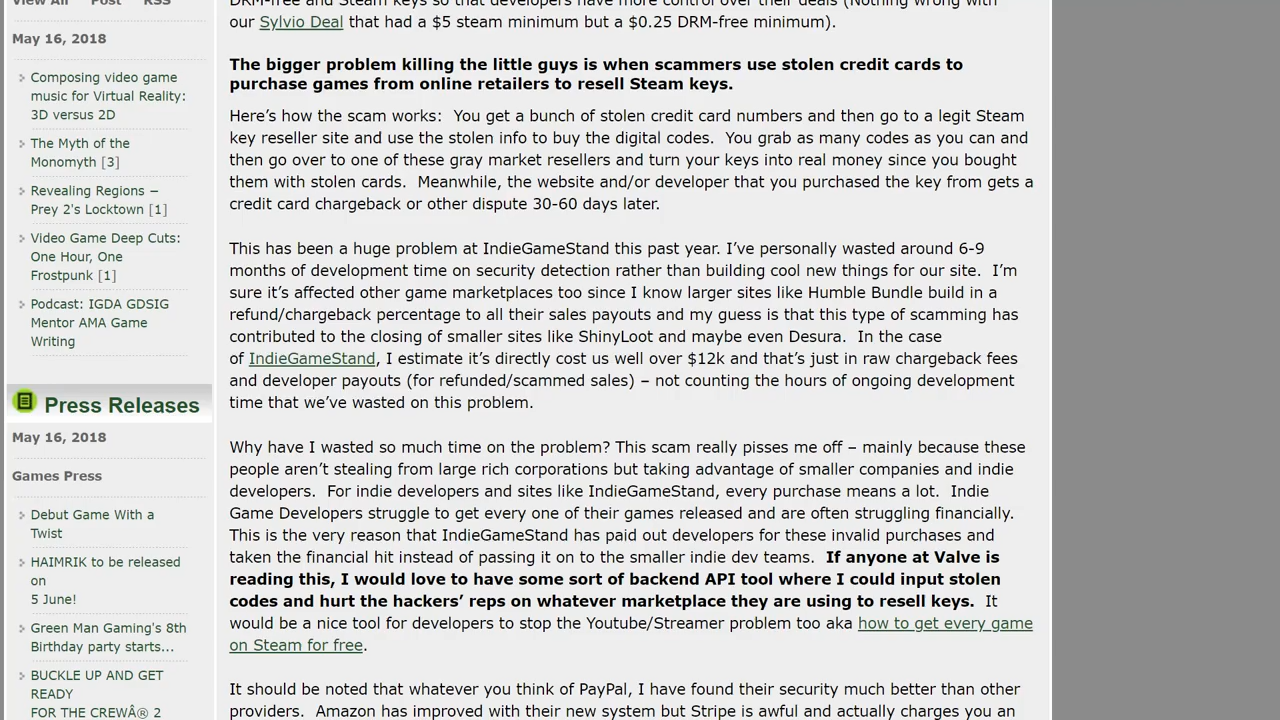 View All Post RSS
May 16, 2018
Composing video game
music for Virtual Reality:
3D versus 2D
The Myth of the
Monomyth [3]
Revealing Regions –
Prey 2's Locktown [1]
Video Game Deep Cuts:
One Hour, One
Frostpunk [1]
Podcast: IGDA GDSIG
Mentor AMA Game
Writing
Press Releases
May 16, 2018
Games Press
Debut Game With a
Twist
HAIMRIK to be released
on
5 June!
Green Man Gaming's 8th
Birthday party starts...
BUCKLE UP AND GET
READY
FOR THE CREWÂ® 2
DRM-free and Steam keys so that developers have more control over their deals (Nothing wrong with
our Sylvio Deal that had a $5 steam minimum but a $0.25 DRM-free minimum).
The bigger problem killing the little guys is when scammers use stolen credit cards to
purchase games from online retailers to resell Steam keys.
Here’s how the scam works:  You get a bunch of stolen credit card numbers and then go to a legit Steam
key reseller site and use the stolen info to buy the digital codes.  You grab as many codes as you can and
then go over to one of these gray market resellers and turn your keys into real money since you bought
them with stolen cards.  Meanwhile, the website and/or developer that you purchased the key from gets a
credit card chargeback or other dispute 30-60 days later.
This has been a huge problem at IndieGameStand this past year. I’ve personally wasted around 6-9
months of development time on security detection rather than building cool new things for our site.  I’m
sure it’s affected other game marketplaces too since I know larger sites like Humble Bundle build in a
refund/chargeback percentage to all their sales payouts and my guess is that this type of scamming has
contributed to the closing of smaller sites like ShinyLoot and maybe even Desura.  In the case
of IndieGameStand, I estimate it’s directly cost us well over $12k and that’s just in raw chargeback fees
and developer payouts (for refunded/scammed sales) – not counting the hours of ongoing development
time that we’ve wasted on this problem.
Why have I wasted so much time on the problem? This scam really pisses me off – mainly because these
people aren’t stealing from large rich corporations but taking advantage of smaller companies and indie
developers.  For indie developers and sites like IndieGameStand, every purchase means a lot.  Indie
Game Developers struggle to get every one of their games released and are often struggling financially.
This is the very reason that IndieGameStand has paid out developers for these invalid purchases and
taken the financial hit instead of passing it on to the smaller indie dev teams.  If anyone at Valve is
reading this, I would love to have some sort of backend API tool where I could input stolen
codes and hurt the hackers’ reps on whatever marketplace they are using to resell keys.  It
would be a nice tool for developers to stop the Youtube/Streamer problem too aka how to get every game
on Steam for free.
It should be noted that whatever you think of PayPal, I have found their security much better than other
providers.  Amazon has improved with their new system but Stripe is awful and actually charges you an